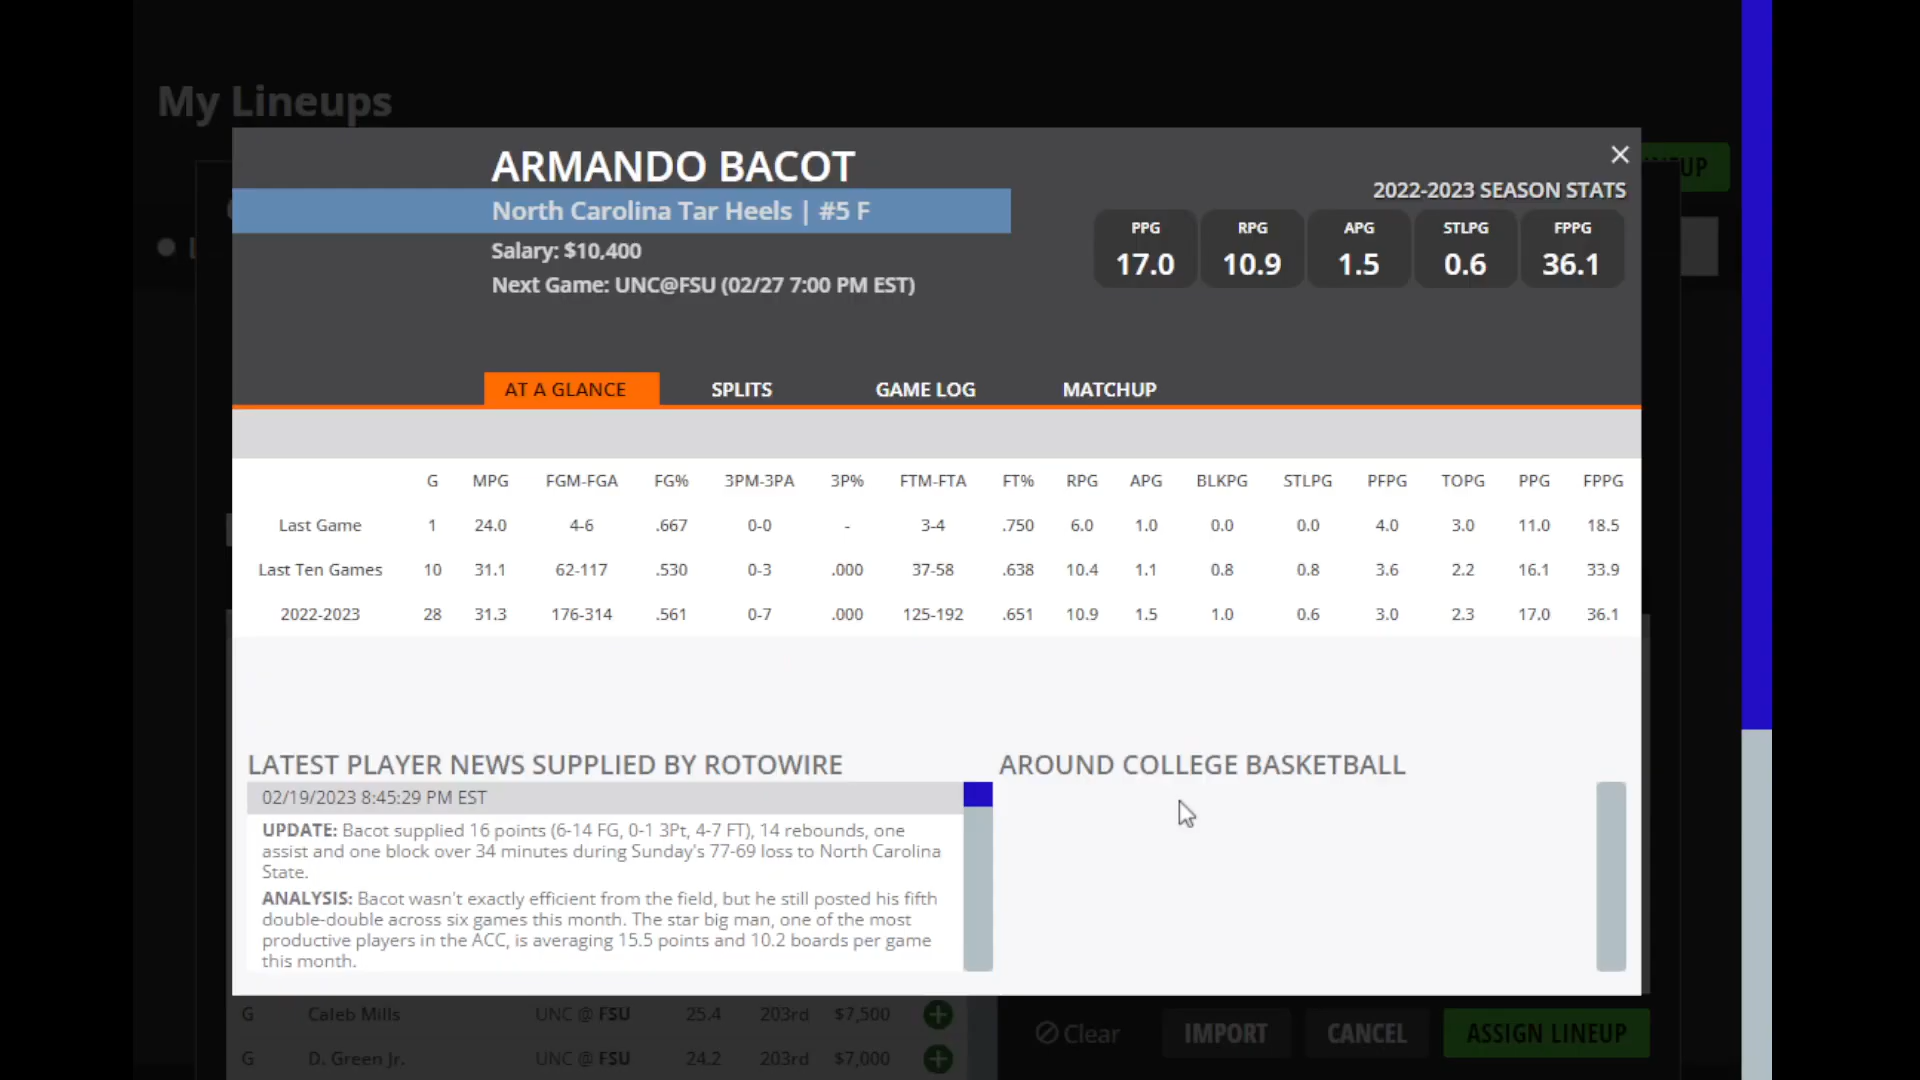 My Lineups
ARMANDO BACOT
North Carolina Tar Heels | #5 F
Salary: $10,400
Next Game: UNC@FSU (02/27 7:00 PM EST)
2022-2023 SEASON STATS
PPG RPG APG STLPG FPPG
17.0 10.9 1.5 0.6 36.1
AT A GLANCE SPLITS GAME LOG MATCHUP
G MPG FGM-FGA FG% 3PM-3PA 3P% FTM-FTA FT% RPG APG BLKPG STLPG PFPG TOPG PPG FPPG
Last Game 1 24.0 4-6 .667 0-0 - 3-4 .750 6.0 1.0 0.0 0.0 4.0 3.0 11.0 18.5
Last Ten Games 10 31.1 62-117 .530 0-3 .000 37-58 .638 10.4 1.1 0.8 0.8 3.6 2.2 16.1 33.9
2022-2023 28 31.3 176-314 .561 0-7 .000 125-192 .651 10.9 1.5 1.0 0.6 3.0 2.3 17.0 36.1
LATEST PLAYER NEWS SUPPLIED BY ROTOWIRE
02/19/2023 8:45:29 PM EST
UPDATE: Bacot supplied 16 points (6-14 FG, 0-1 3Pt, 4-7 FT), 14 rebounds, one
assist and one block over 34 minutes during Sunday's 77-69 loss to North Carolina
State.
ANALYSIS: Bacot wasn't exactly efficient from the field, but he still posted his fifth
double-double across six games this month. The star big man, one of the most
productive players in the ACC, is averaging 15.5 points and 10.2 boards per game
this month.
AROUND COLLEGE BASKETBALL
G Caleb Mills UNC @ FSU 25.4 203rd $7,500
G D. Green Jr. UNC @ FSU 24.2 203rd $7,000
Clear IMPORT CANCEL ASSIGN LINEUP